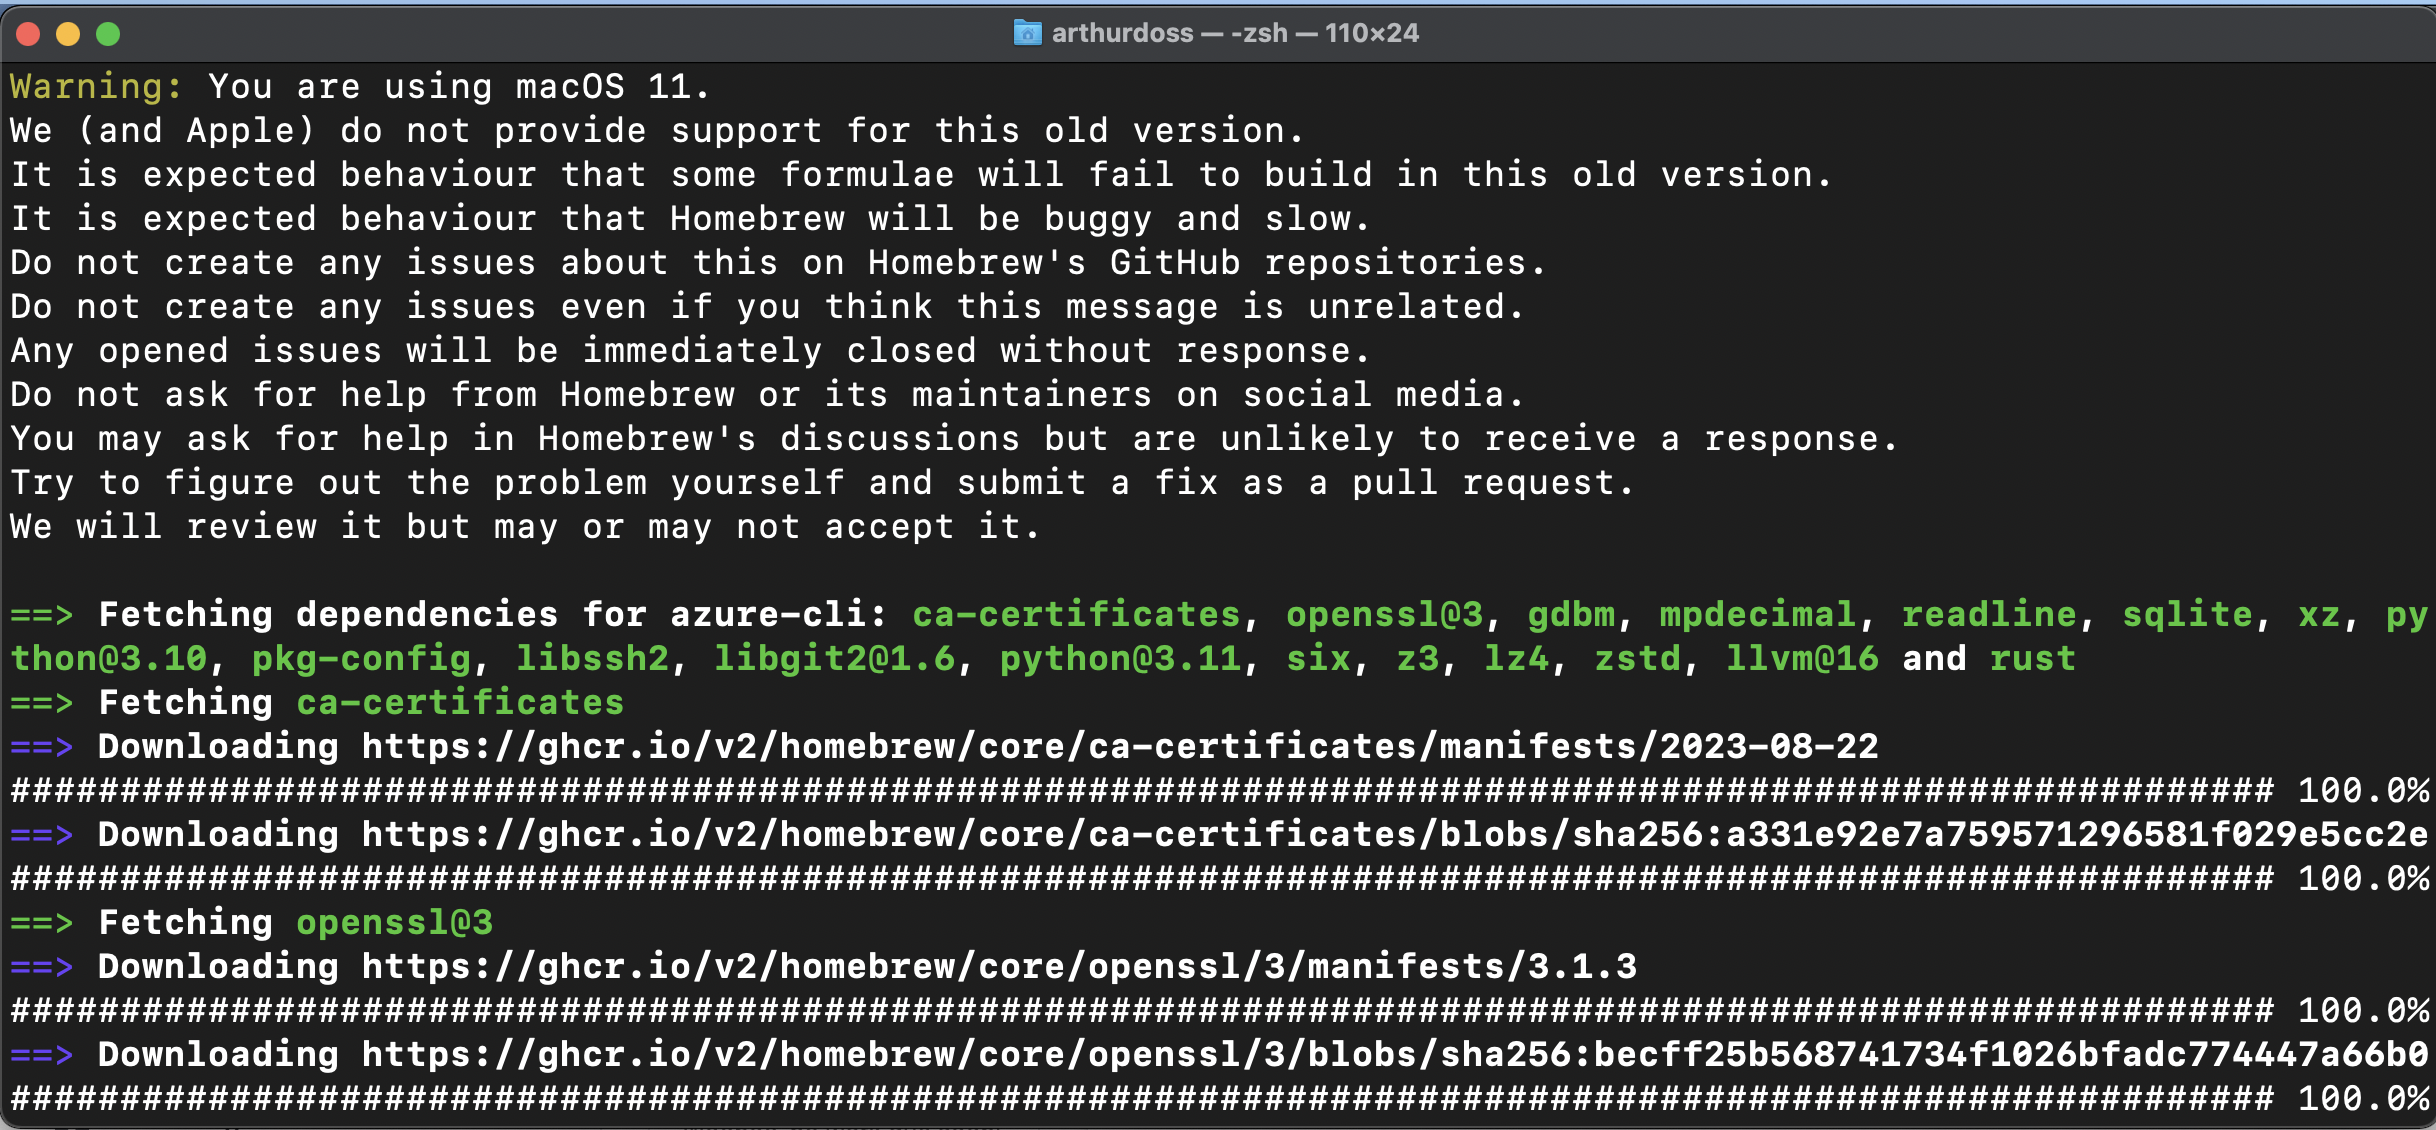 arthurdoss — -zsh — 110×24
Warning: You are using macOS 11.
We (and Apple) do not provide support for this old version.
It is expected behaviour that some formulae will fail to build in this old version.
It is expected behaviour that Homebrew will be buggy and slow.
Do not create any issues about this on Homebrew's GitHub repositories.
Do not create any issues even if you think this message is unrelated.
Any opened issues will be immediately closed without response.
Do not ask for help from Homebrew or its maintainers on social media.
You may ask for help in Homebrew's discussions but are unlikely to receive a response.
Try to figure out the problem yourself and submit a fix as a pull request.
We will review it but may or may not accept it.
==> Fetching dependencies for azure-cli: ca-certificates, openssl@3, gdbm, mpdecimal, readline, sqlite, xz, py
thon@3.10, pkg-config, libssh2, libgit2@1.6, python@3.11, six, z3, lz4, zstd, llvm@16 and rust
==> Fetching ca-certificates
==> Downloading https://ghcr.io/v2/homebrew/core/ca-certificates/manifests/2023-08-22
####################################################################################################### 100.0%
==> Downloading https://ghcr.io/v2/homebrew/core/ca-certificates/blobs/sha256:a331e92e7a759571296581f029e5cc2e
####################################################################################################### 100.0%
==> Fetching openssl@3
==> Downloading https://ghcr.io/v2/homebrew/core/openssl/3/manifests/3.1.3
####################################################################################################### 100.0%
==> Downloading https://ghcr.io/v2/homebrew/core/openssl/3/blobs/sha256:becff25b568741734f1026bfadc774447a66b0
####################################################################################################### 100.0%